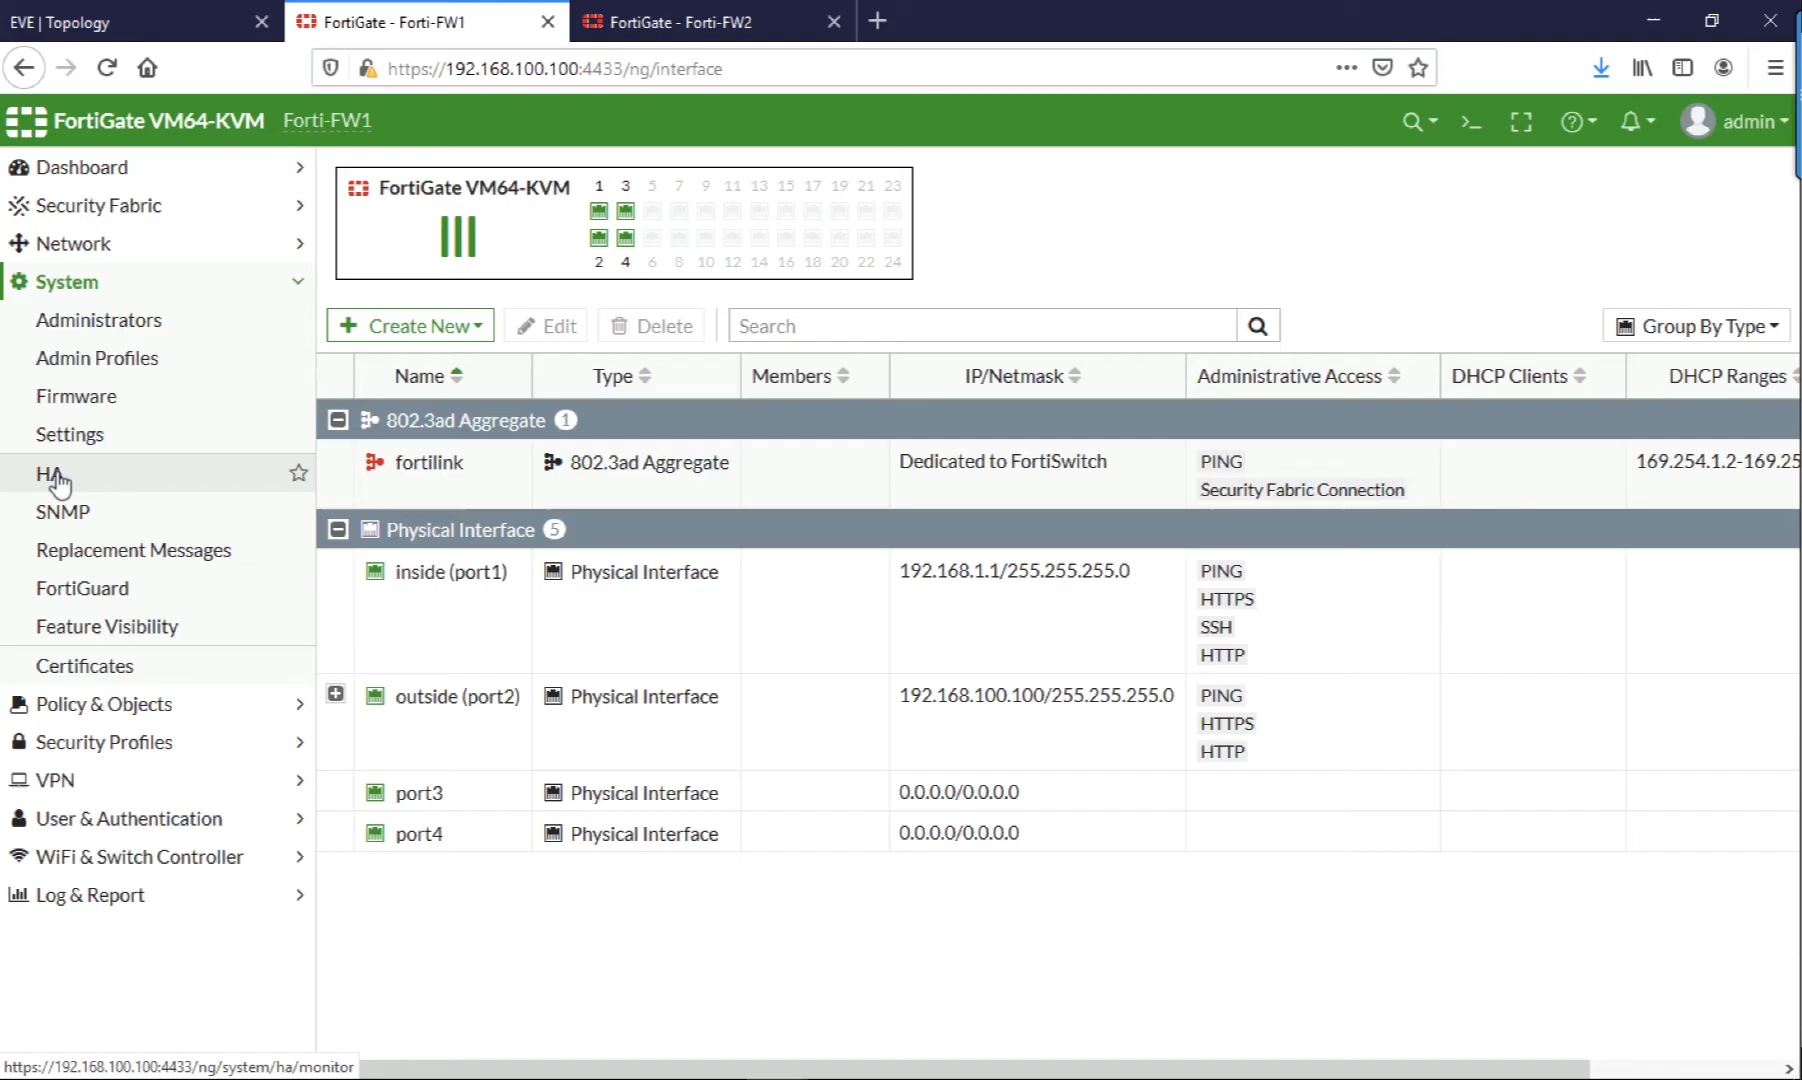 EVE | Topology
FortiGate - Forti-FW1
FortiGate - Forti-FW2
https://192.168.100.100:4433/ng/interface
FortiGate VM64-KVM Forti-FW1
admin
Dashboard
Security Fabric
Network
System
Administrators
Admin Profiles
Firmware
Settings
HA
SNMP
Replacement Messages
FortiGuard
Feature Visibility
Certificates
Policy & Objects
Security Profiles
VPN
User & Authentication
WiFi & Switch Controller
Log & Report
FortiGate VM64-KVM
1 3 5 7 9 11 13 15 17 19 21 23
2 4 6 8 10 12 14 16 18 20 22 24
+ Create New Edit Delete Search Group By Type
Name Type Members IP/Netmask Administrative Access DHCP Clients DHCP Ranges
802.3ad Aggregate 1
fortilink 802.3ad Aggregate Dedicated to FortiSwitch PING 169.254.1.2-169.25
Security Fabric Connection
Physical Interface 5
inside (port1) Physical Interface 192.168.1.1/255.255.255.0 PING
HTTPS
SSH
HTTP
outside (port2) Physical Interface 192.168.100.100/255.255.255.0 PING
HTTPS
HTTP
port3 Physical Interface 0.0.0.0/0.0.0.0
port4 Physical Interface 0.0.0.0/0.0.0.0
https://192.168.100.100:4433/ng/system/ha/monitor